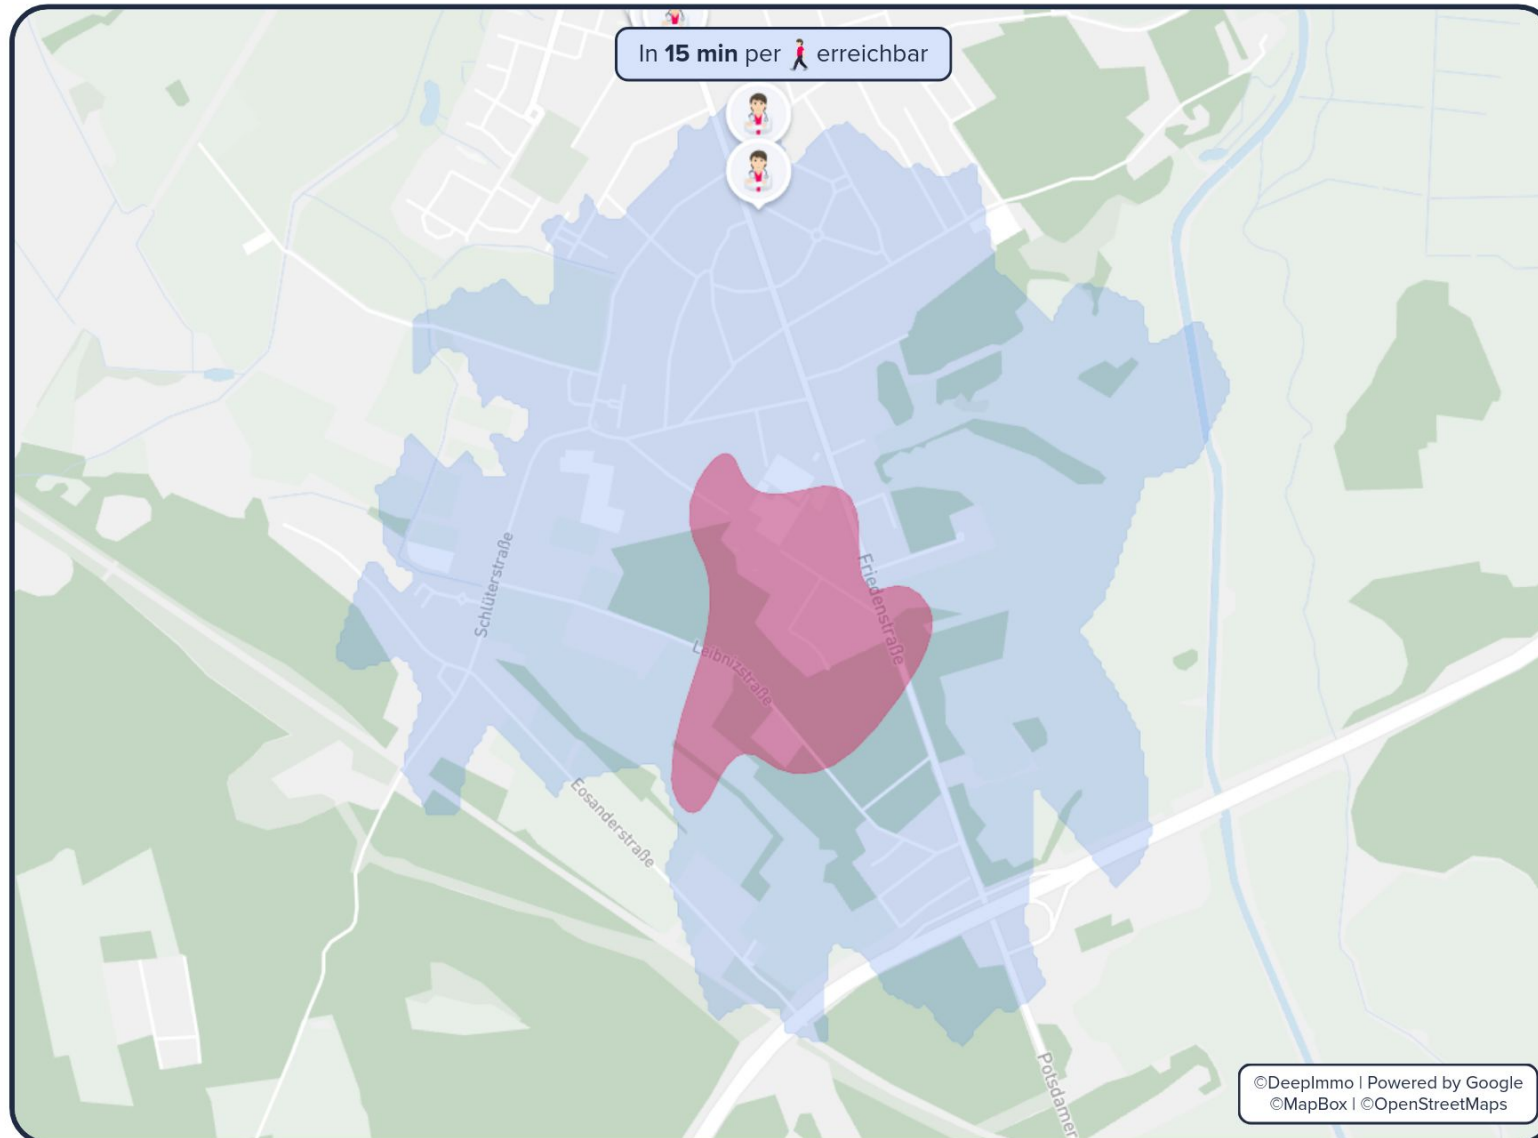 In 15 min per erreichbar
Schlüterstraße
Friedenstraße
Leibnizstraße
Eosanderstraße
Potsdamer
©DeepImmo | Powered by Google
©MapBox | ©OpenStreetMaps